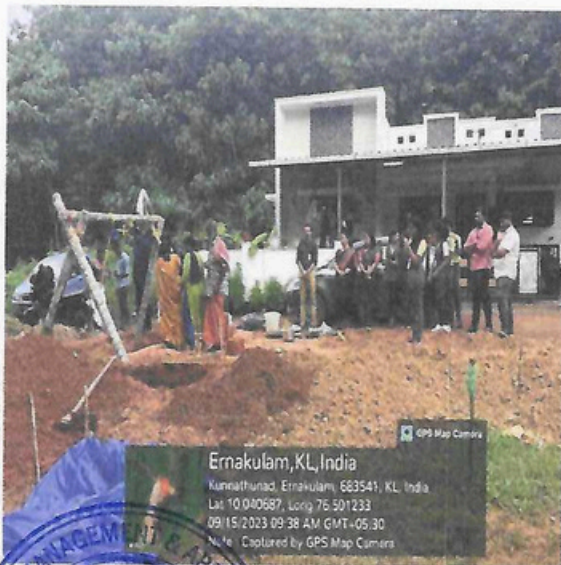 GPS Map Camera
Ernakulam,KL,India
Kunnathunad, Ernakulam, 683541, KL, India
Lat 10.040687, Long 76.501233
09/15/2023 09:38 AM GMT+05:30
Note : Captured by GPS Map Camera
MANAGEMENT &